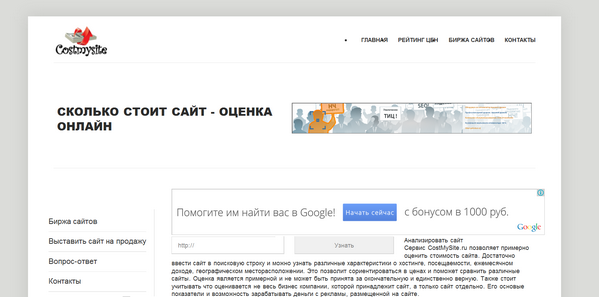 Costmysite
ГЛАВНАЯ РЕЙТИНГ ЦЕН БИРЖА САЙТОВ КОНТАКТЫ
СКОЛЬКО СТОИТ САЙТ - ОЦЕНКА
ОНЛАЙН
ТИЦ!
SEO!
Помогите им найти вас в Google! Начать сейчас с бонусом в 1000 руб.
Google
Биржа сайтов
Выставить сайт на продажу
Вопрос-ответ
Контакты
http:// Узнать
Анализировать сайт
Сервис CostMySite.ru позволяет примерно
оценить стоимость сайта. Достаточно
ввести сайт в поисковую строку и можно узнать различные характеристики о хостинге, посещаемости, ежемесячном
доходе, географическом месторасположении. Это позволит сориентироваться в ценах и поможет сравнить различные
сайты. Оценка является примерной и не может быть принята за окончательную и единственно верную. Также стоит
учитывать что оценивается не весь бизнес компании, которой принадлежит сайт, а только сайт отдельно. Его основные
показатели и возможность зарабатывать деньги с рекламы, размещенной на сайте.